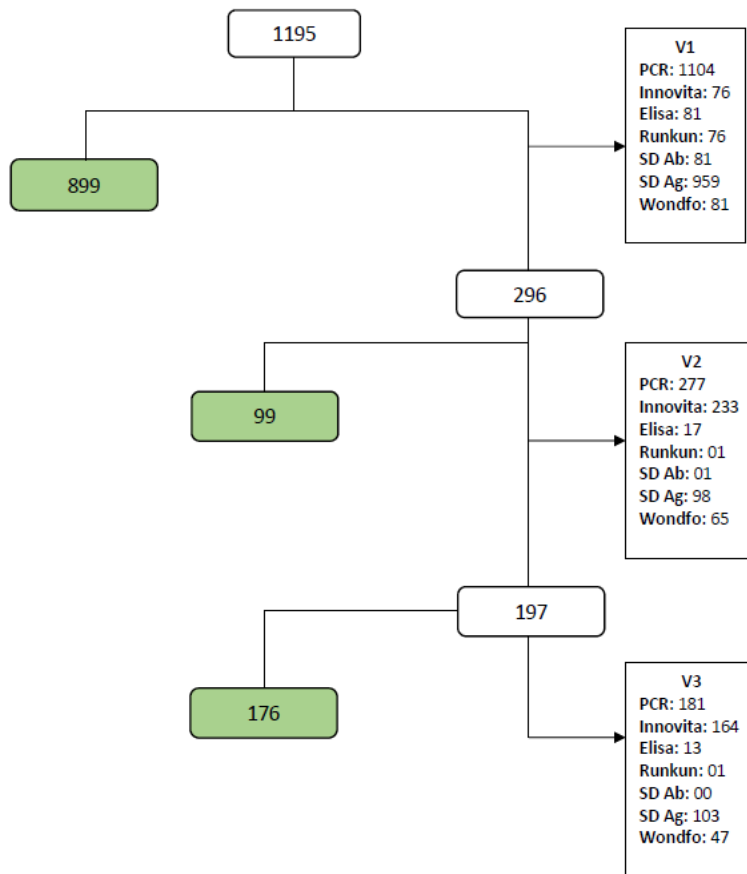 1195
V1
PCR: 1104
Innovita: 76
Elisa: 81
Runkun: 76
SD Ab: 81
SD Ag: 959
Wondfo: 81
899
296
V2
PCR: 277
Innovita: 233
Elisa: 17
Runkun: 01
SD Ab: 01
SD Ag: 98
Wondfo: 65
99
197
V3
PCR: 181
Innovita: 164
Elisa: 13
Runkun: 01
SD Ab: 00
SD Ag: 103
Wondfo: 47
176